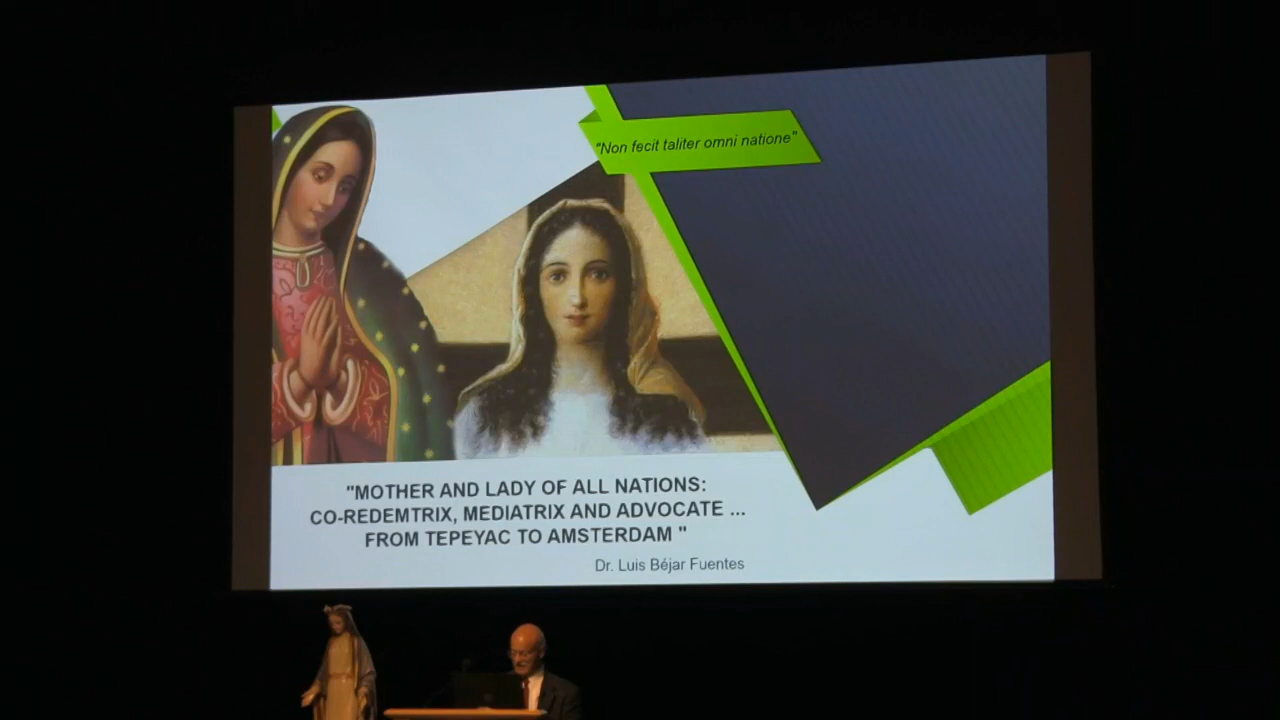 "Non fecit taliter omni natione"
"MOTHER AND LADY OF ALL NATIONS:
CO-REDEMTRIX, MEDIATRIX AND ADVOCATE ...
FROM TEPEYAC TO AMSTERDAM "
Dr. Luis Béjar Fuentes